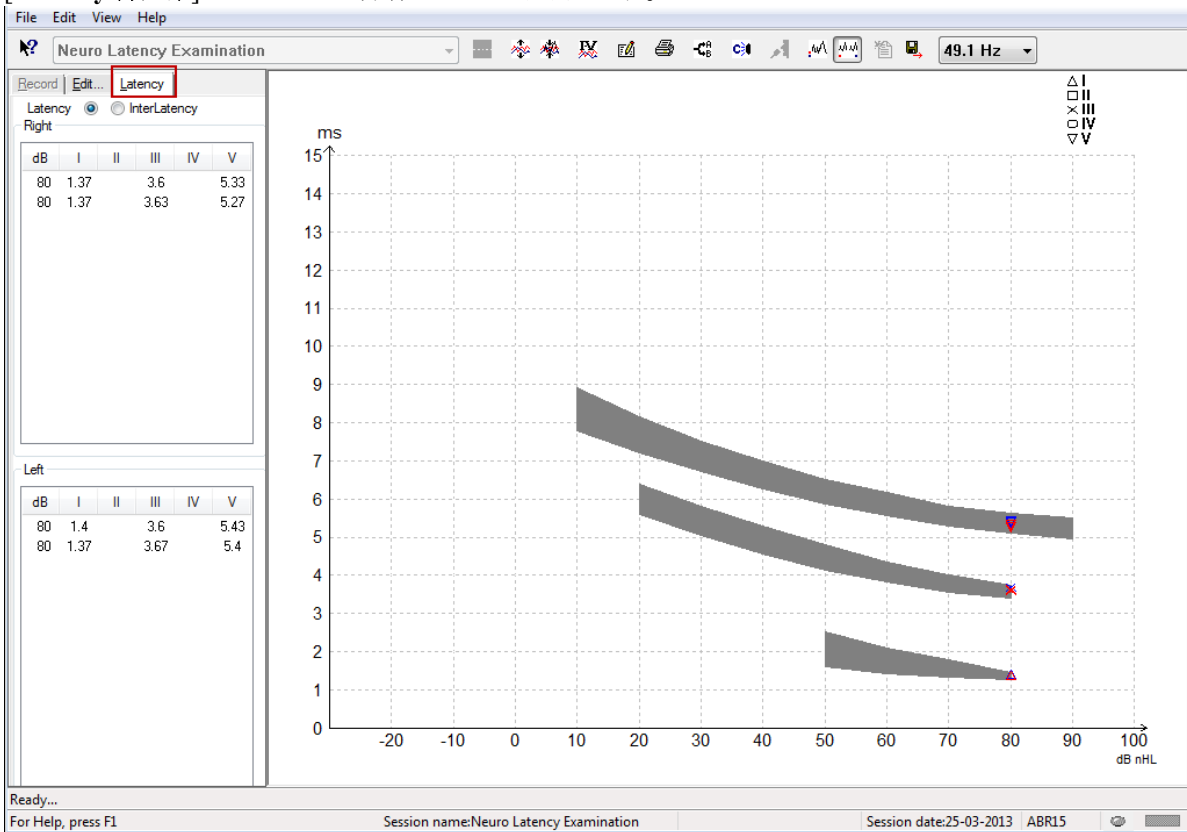 File Edit View Help
Neuro Latency Examination
49.1 Hz
Record Edit... Latency
Latency InterLatency
Right
dB I II III IV V
80 1.37 3.6 5.33
80 1.37 3.63 5.27
Left
dB I II III IV V
80 1.4 3.6 5.43
80 1.37 3.67 5.4
I
II
III
IV
V
ms
15
14
13
12
11
10
9
8
7
6
5
4
3
2
1
0
-20 -10 0 10 20 30 40 50 60 70 80 90 100
dB nHL
Ready...
For Help, press F1 Session name:Neuro Latency Examination Session date:25-03-2013 ABR15